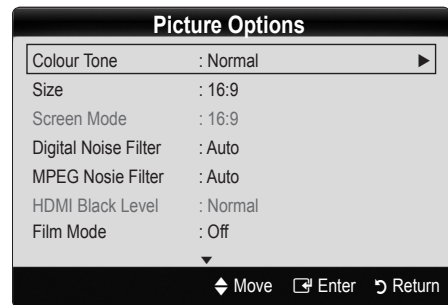 Picture Options
Colour Tone : Normal ▶
Size : 16:9
Screen Mode : 16:9
Digital Noise Filter : Auto
MPEG Nosie Filter : Auto
HDMI Black Level : Normal
Film Mode : Off
▼
Move Enter Return